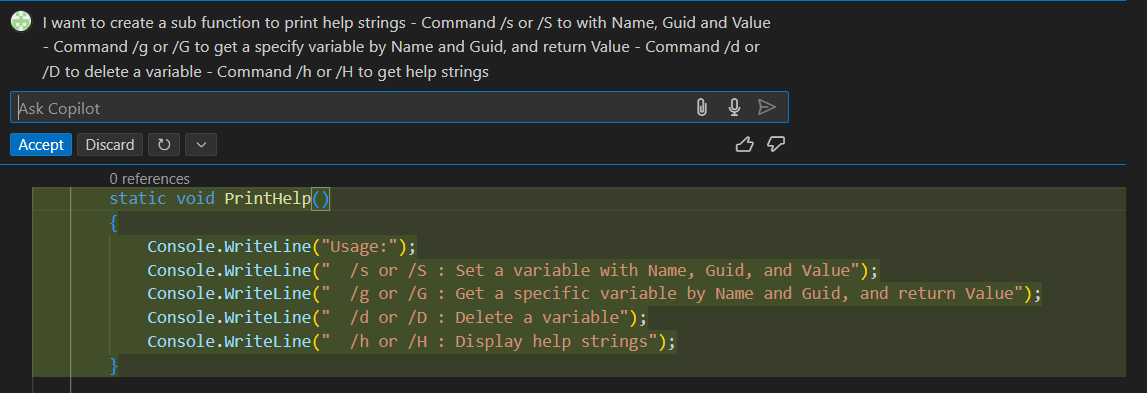 I want to create a sub function to print help strings - Command /s or /S to with Name, Guid and Value
- Command /g or /G to get a specify variable by Name and Guid, and return Value - Command /d or
/D to delete a variable - Command /h or /H to get help strings
Ask Copilot
Accept Discard
0 references
static void PrintHelp()
{
    Console.WriteLine("Usage:");
    Console.WriteLine("  /s or /S : Set a variable with Name, Guid, and Value");
    Console.WriteLine("  /g or /G : Get a specific variable by Name and Guid, and return Value");
    Console.WriteLine("  /d or /D : Delete a variable");
    Console.WriteLine("  /h or /H : Display help strings");
}